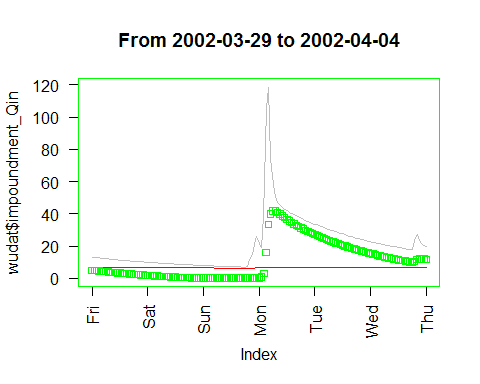 From 2002-03-29 to 2002-04-04
wudat$impoundment_Qin
120
100
80
60
40
20
0
Fri
Sat
Sun
Mon
Tue
Wed
Thu
Index